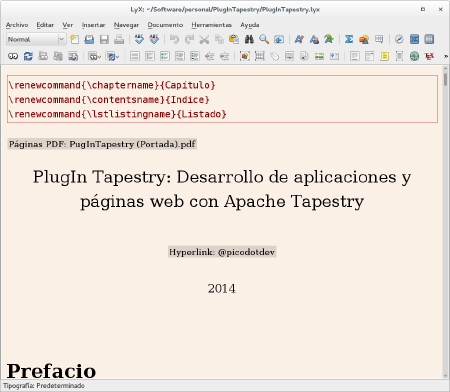 LyX: ~/Software/personal/PlugInTapestry/PlugInTapestry.lyx
Archivo Editar Ver Insertar Navegar Documento Herramientas Ayuda
Normal
\renewcommand{\chaptername}{Capítulo}
\renewcommand{\contentsname}{Indice}
\renewcommand{\lstlistingname}{Listado}
Páginas PDF: PugInTapestry (Portada).pdf
PlugIn Tapestry: Desarrollo de aplicaciones y
páginas web con Apache Tapestry
Hyperlink: @picodotdev
2014
Prefacio
Tipografía: Predeterminado